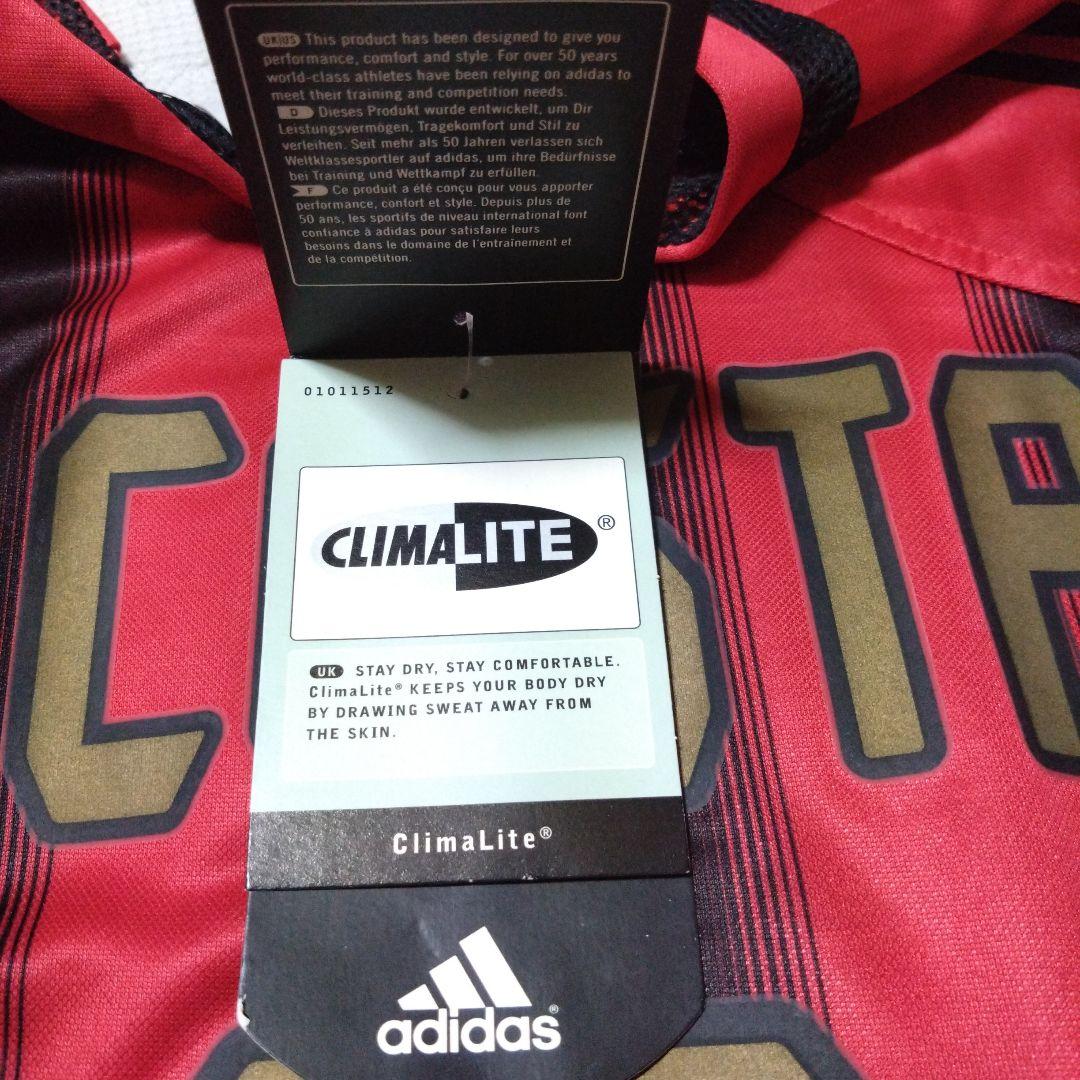 UK/US This product has been designed to give you
performance, comfort and style. For over 50 years
world-class athletes have been relying on adidas to
meet their training and competition needs.
D Dieses Produkt wurde entwickelt, um Dir
Leistungsvermögen, Tragekomfort und Stil zu
verleihen. Seit mehr als 50 Jahren verlassen sich
Weltklassesportler auf adidas, um ihre Bedürfnisse
bei Training und Wettkampf zu erfüllen.
F Ce produit a été conçu pour vous apporter
performance, confort et style. Depuis plus de
50 ans, les sportifs de niveau international font
confiance à adidas pour satisfaire leurs
besoins dans le domaine de l'entraînement et
de la compétition.
01011512
CLIMALITE®
UK STAY DRY, STAY COMFORTABLE.
ClimaLite® KEEPS YOUR BODY DRY
BY DRAWING SWEAT AWAY FROM
THE SKIN.
ClimaLite®
adidas®